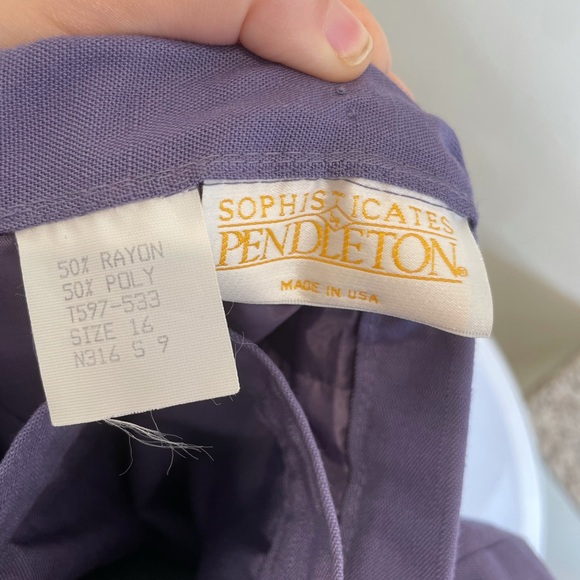 50% RAYON
50% POLY
T597-533
SIZE 16
N316 S 9
SOPHISTICATES
PENDLETON®
MADE IN USA